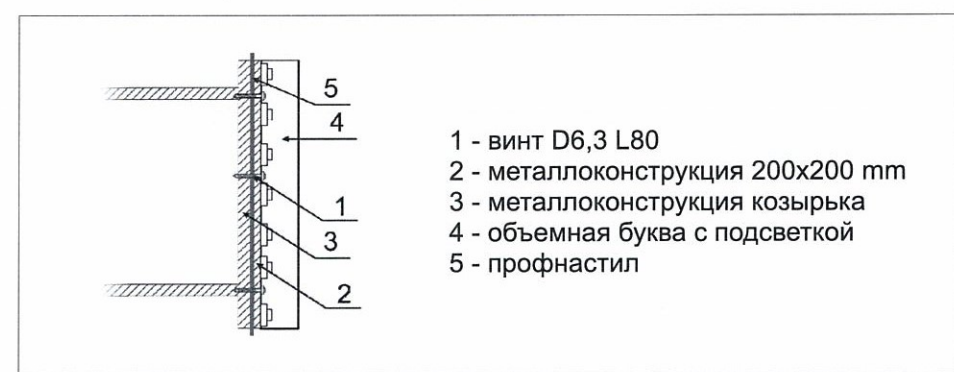 5
4
1
3
2
1 - винт D6,3 L80
2 - металлоконструкция 200x200 mm
3 - металлоконструкция козырька
4 - объемная буква с подсветкой
5 - профнастил